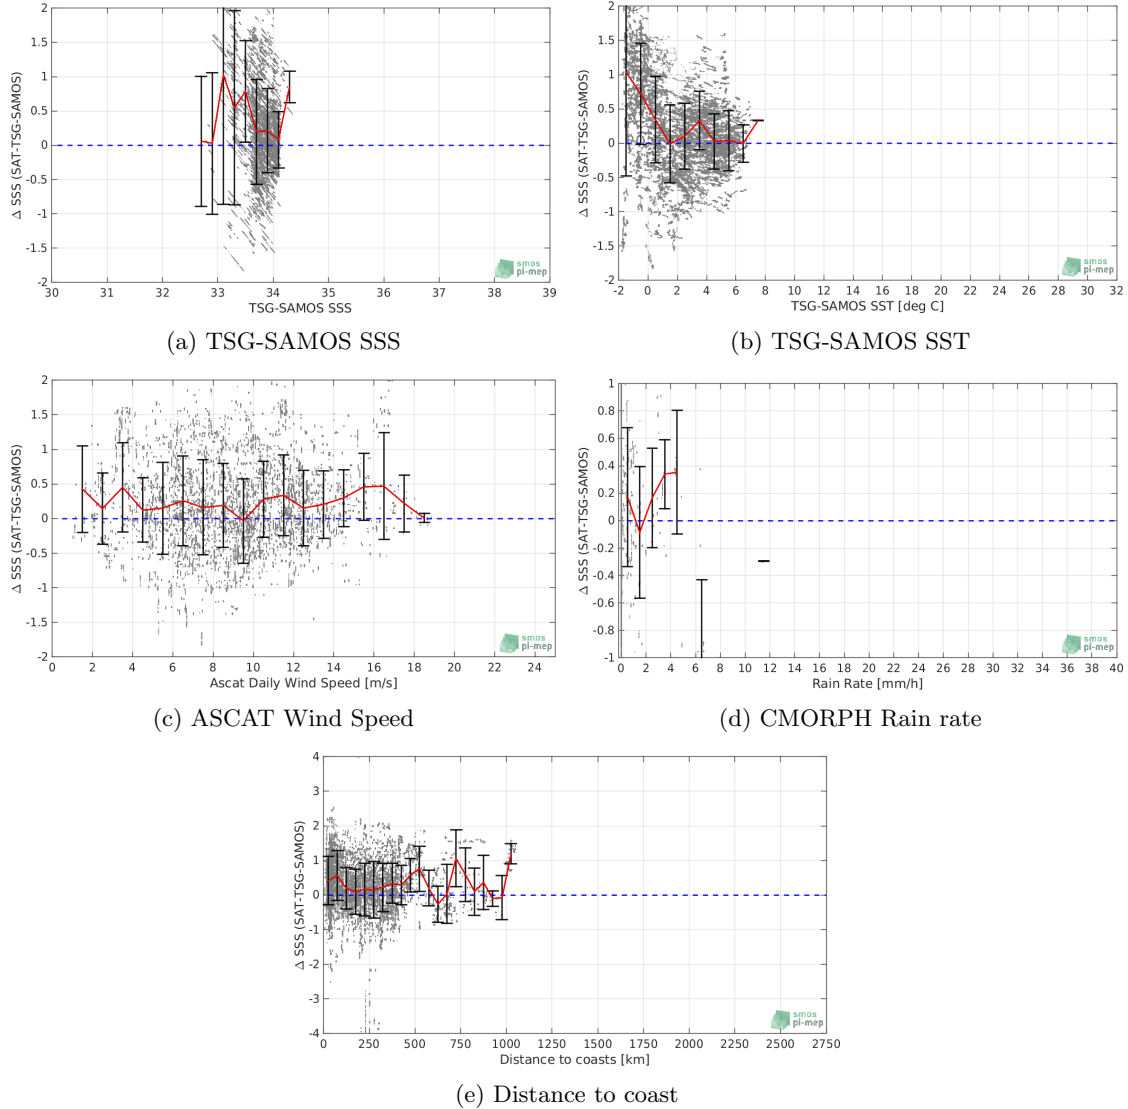 2
1.5
1
0.5
0
-0.5
-1
-1.5
-2
Δ SSS (SAT-TSG-SAMOS)
30 31 32 33 34 35 36 37 38 39
TSG-SAMOS SSS
smos
pi-mep
(a) TSG-SAMOS SSS
2
1.5
1
0.5
0
-0.5
-1
-1.5
-2
Δ SSS (SAT-TSG-SAMOS)
-2 0 2 4 6 8 10 12 14 16 18 20 22 24 26 28 30 32
TSG-SAMOS SST [deg C]
smos
pi-mep
(b) TSG-SAMOS SST
2
1.5
1
0.5
0
-0.5
-1
-1.5
-2
Δ SSS (SAT-TSG-SAMOS)
0 2 4 6 8 10 12 14 16 18 20 22 24
Ascat Daily Wind Speed [m/s]
smos
pi-mep
(c) ASCAT Wind Speed
1
0.8
0.6
0.4
0.2
0
-0.2
-0.4
-0.6
-0.8
-1
Δ SSS (SAT-TSG-SAMOS)
0 2 4 6 8 10 12 14 16 18 20 22 24 26 28 30 32 34 36 38 40
Rain Rate [mm/h]
smos
pi-mep
(d) CMORPH Rain rate
4
3
2
1
0
-1
-2
-3
-4
Δ SSS (SAT-TSG-SAMOS)
0 250 500 750 1000 1250 1500 1750 2000 2250 2500 2750
Distance to coasts [km]
smos
pi-mep
(e) Distance to coast